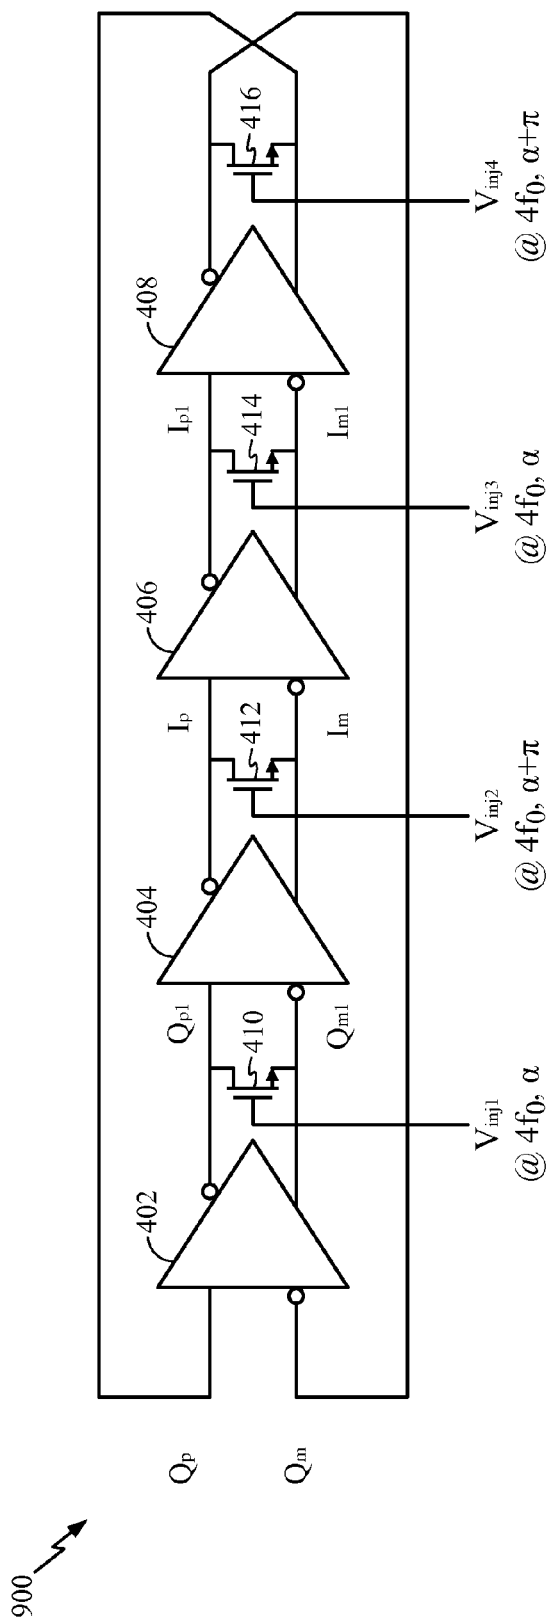 900
402
404
406
408
Qp
Qp1
Ip
Ip1
410
412
414
416
Qm
Qm1
Im
Im1
Vinj1
@ 4f0, α
Vinj2
@ 4f0, α+π
Vinj3
@ 4f0, α
Vinj4
@ 4f0, α+π